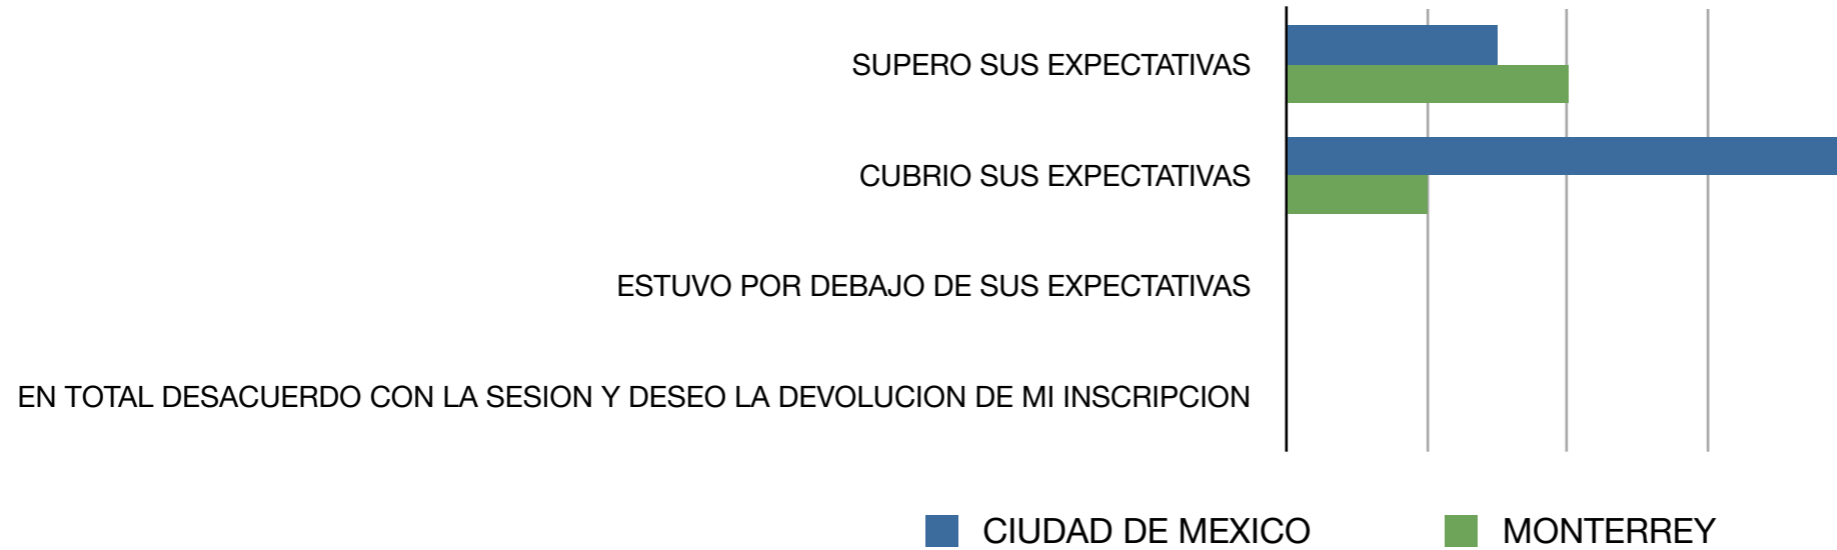 SUPERO SUS EXPECTATIVAS
CUBRIO SUS EXPECTATIVAS
ESTUVO POR DEBAJO DE SUS EXPECTATIVAS
EN TOTAL DESACUERDO CON LA SESION Y DESEO LA DEVOLUCION DE MI INSCRIPCION
CIUDAD DE MEXICO MONTERREY